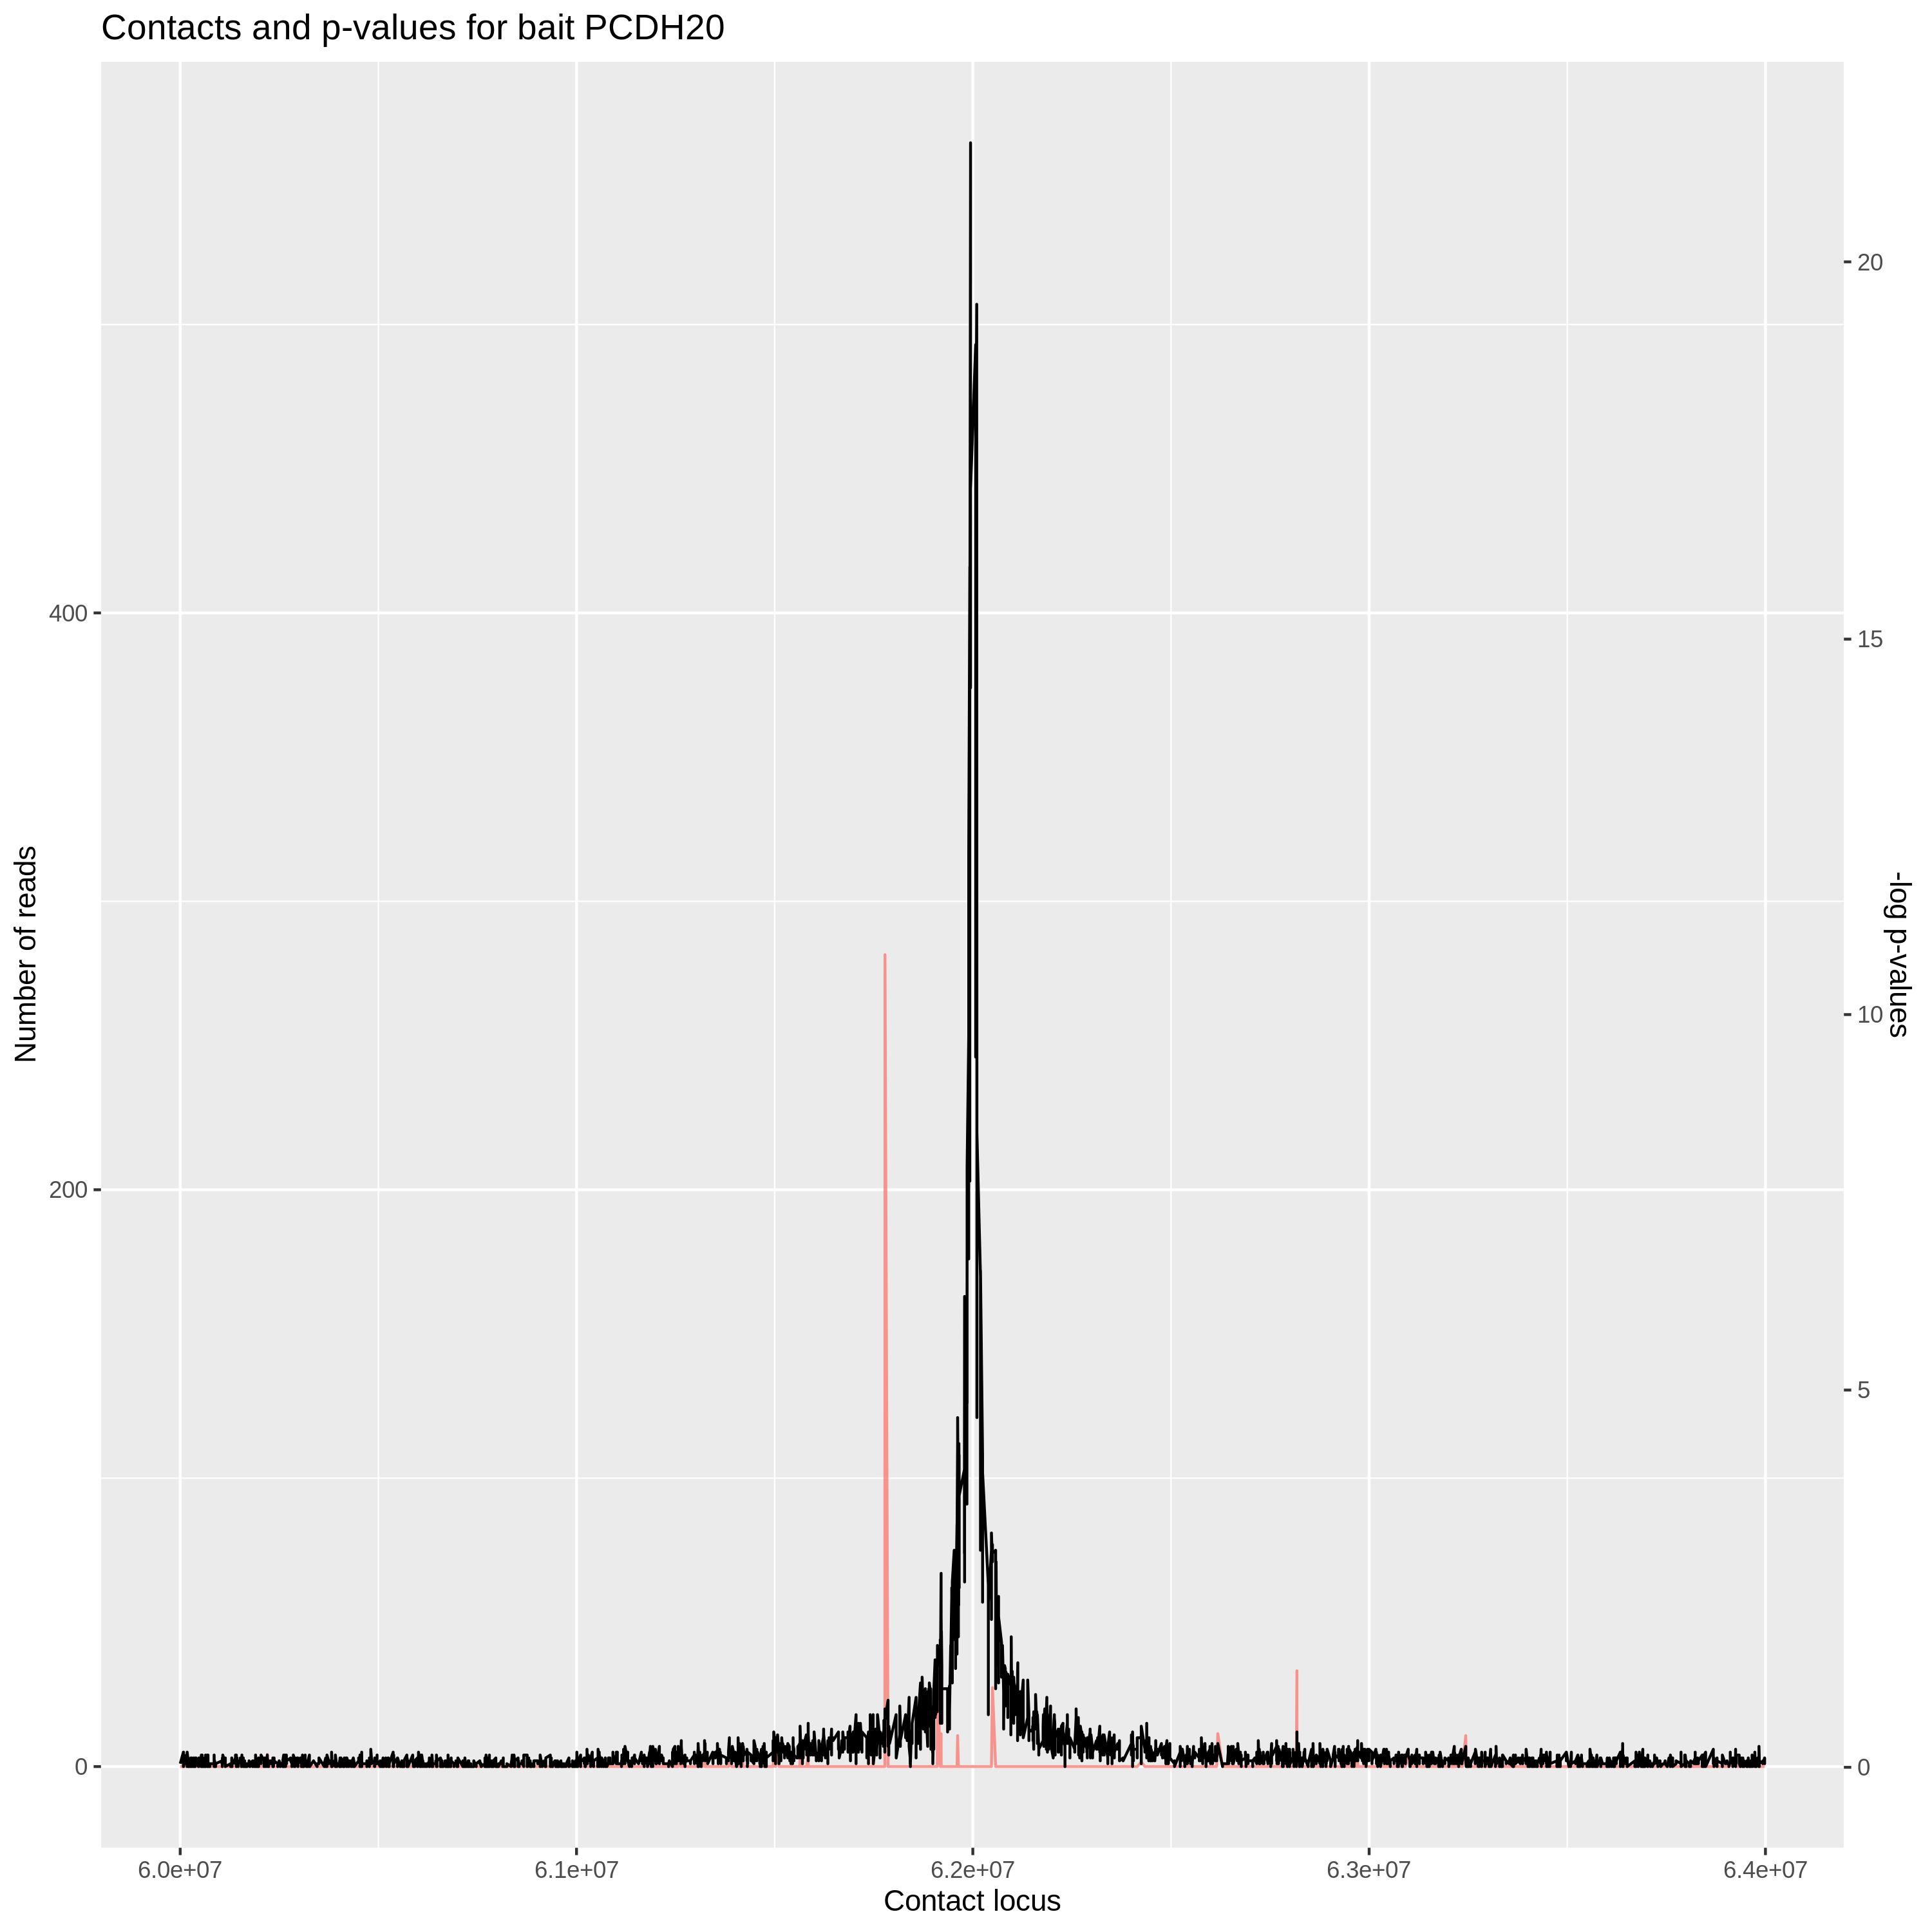 Contacts and p-values for bait PCDH20
Number of reads
400
200
0
20
15
10
5
0
-log p-values
6.0e+07
6.1e+07
6.2e+07
6.3e+07
6.4e+07
Contact locus